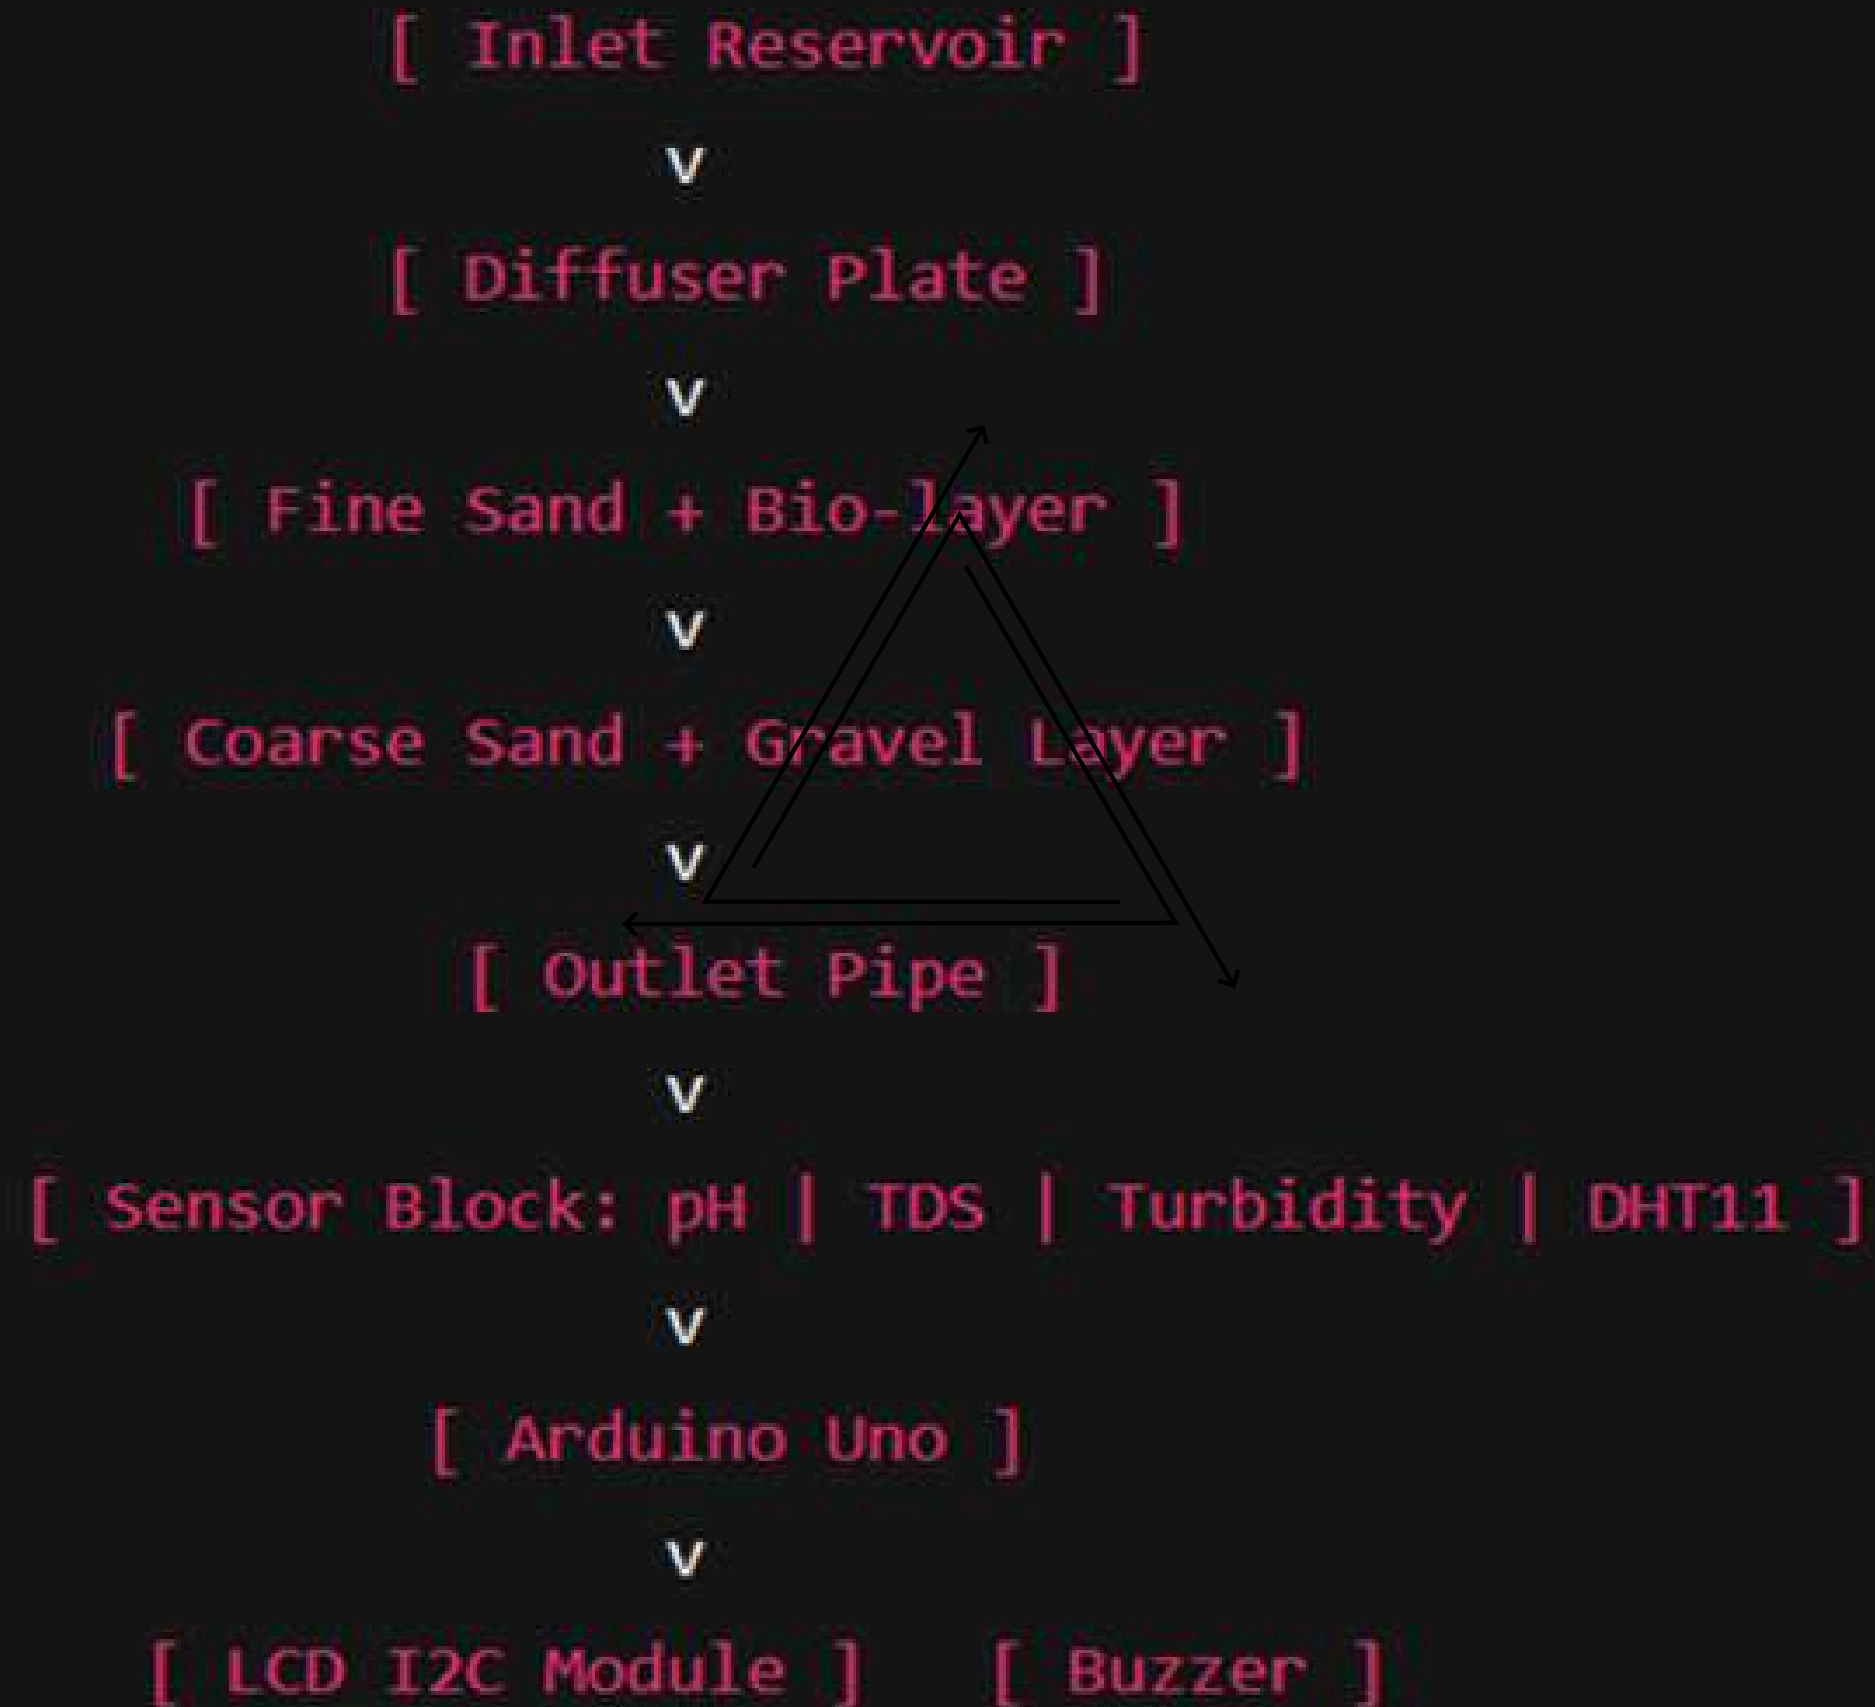 [ Inlet Reservoir ]
v
[ Diffuser Plate ]
v
[ Fine Sand + Bio-layer ]
v
[ Coarse Sand + Gravel Layer ]
v
[ Outlet Pipe ]
v
[ Sensor Block: pH | TDS | Turbidity | DHT11 ]
v
[ Arduino Uno ]
v
[ LCD I2C Module ] [ Buzzer ]